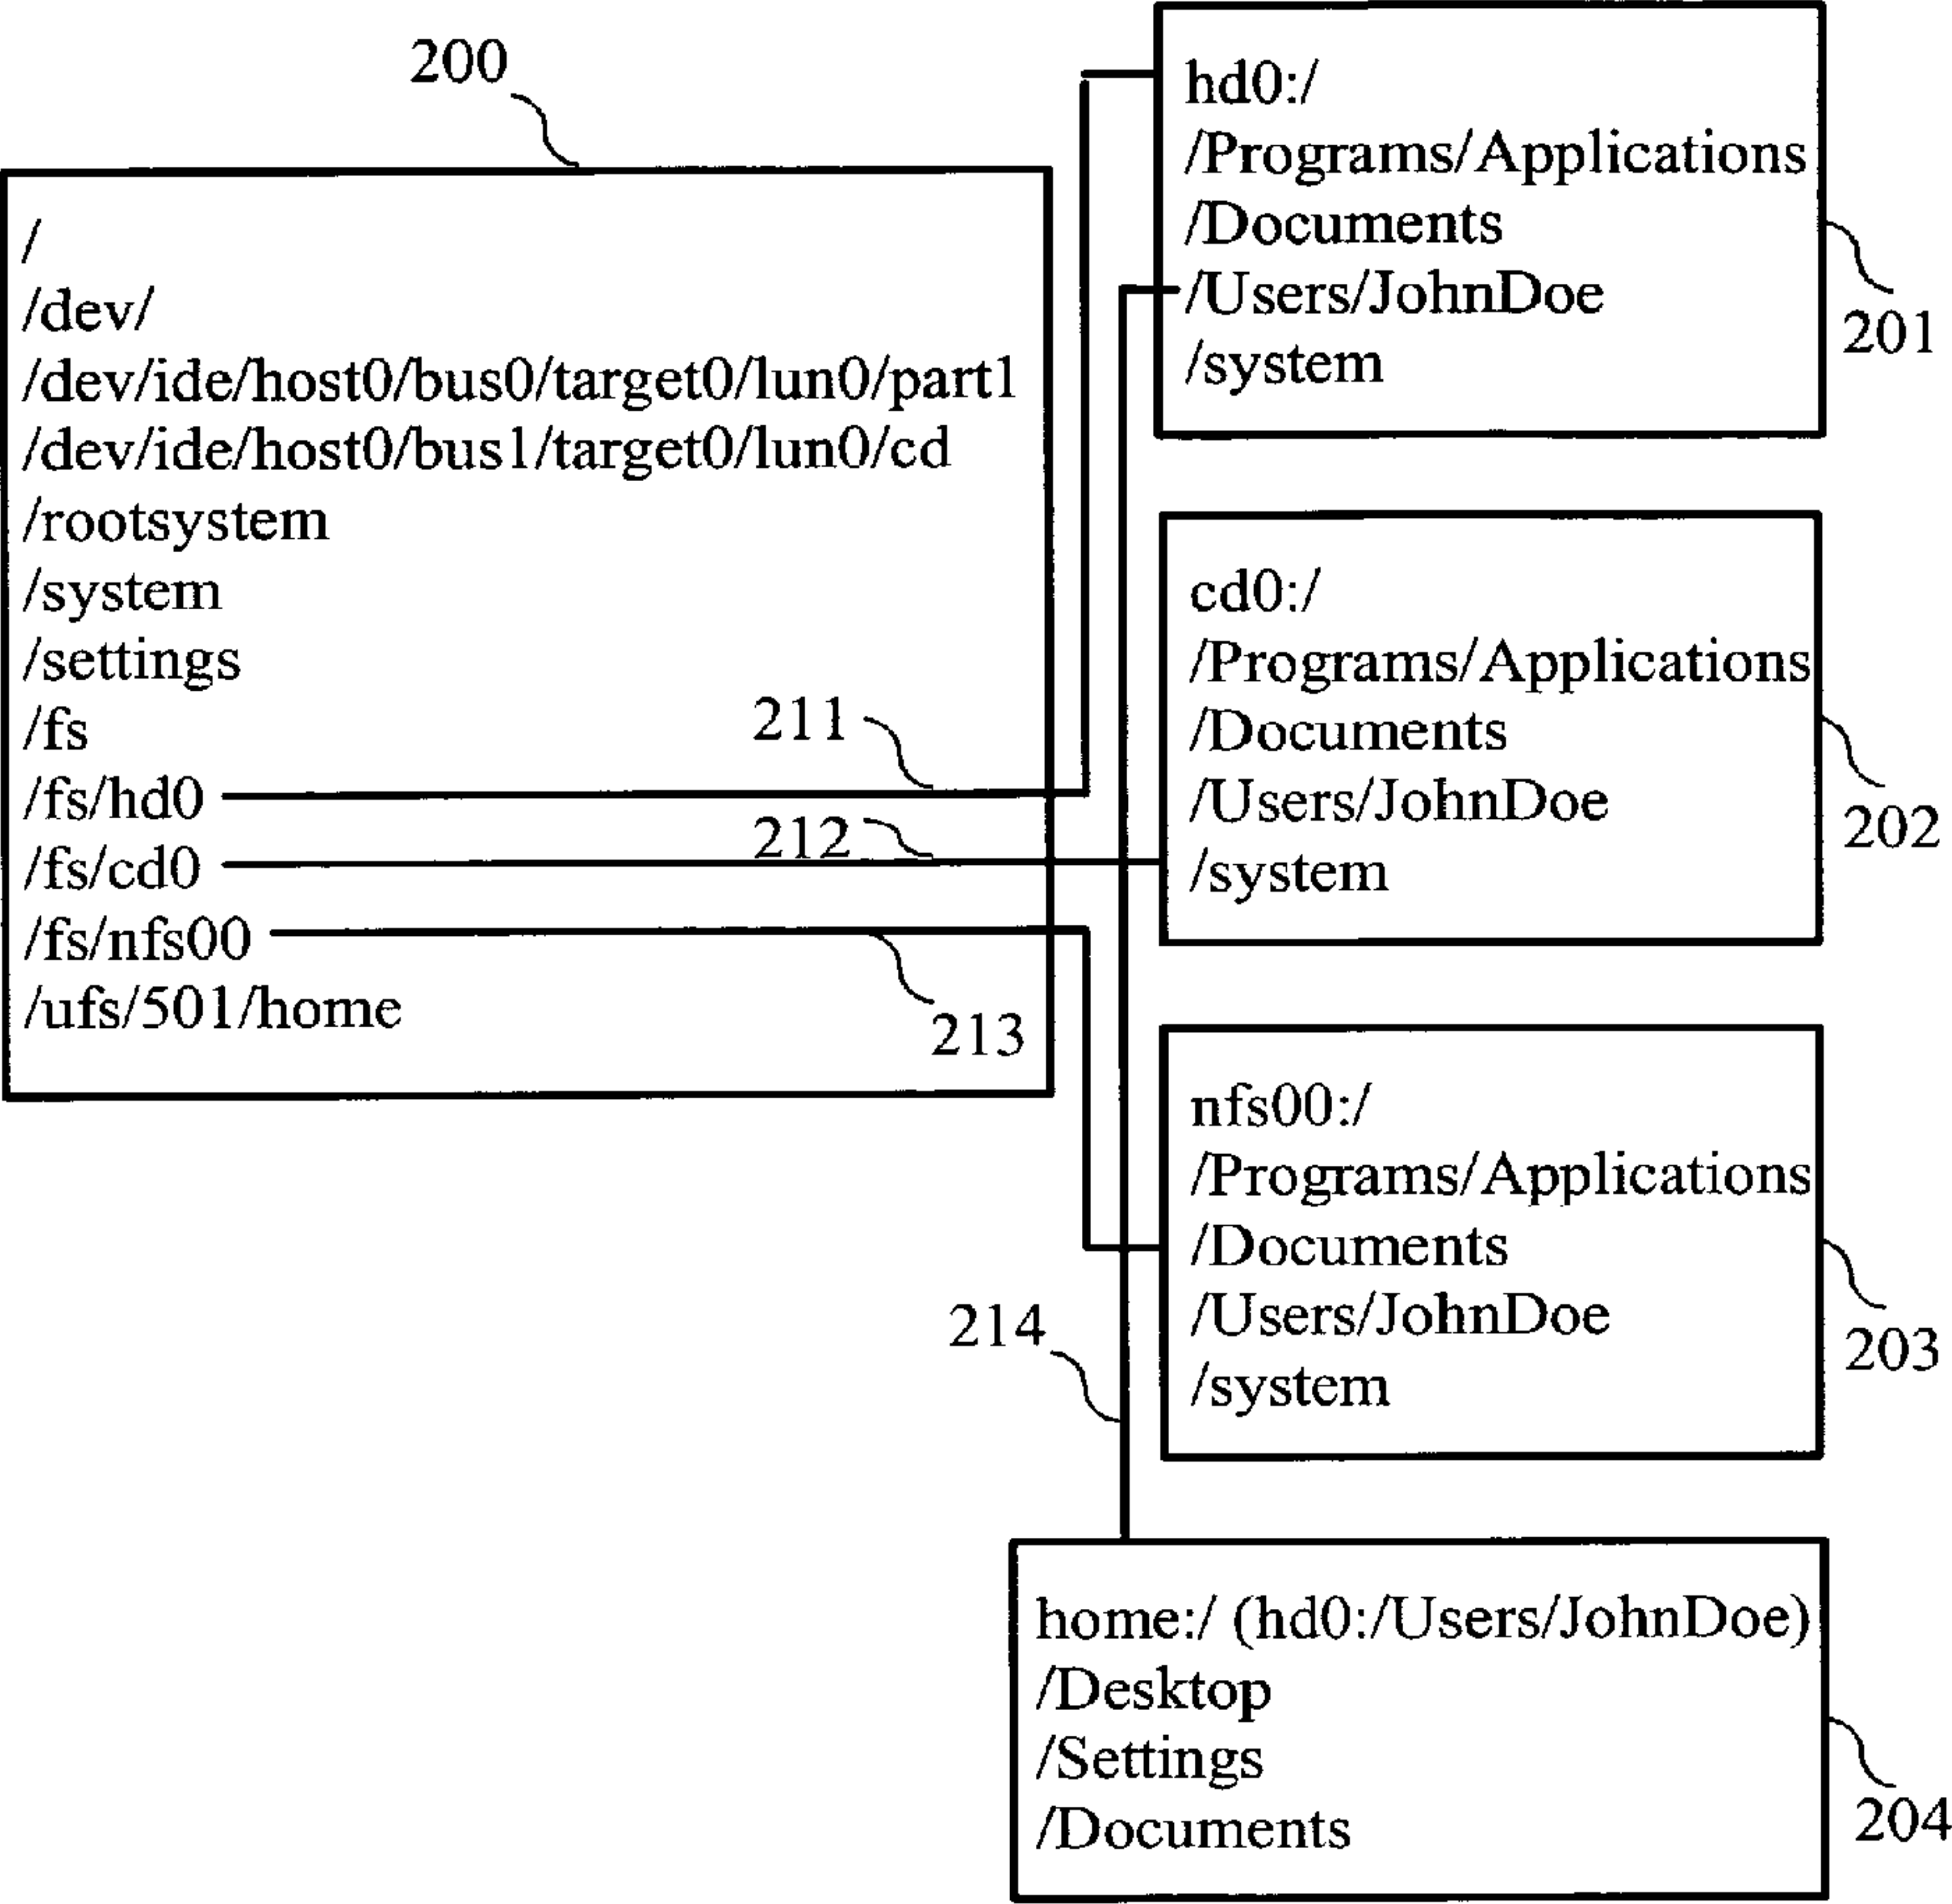 200
/
/dev/
/dev/ide/host0/bus0/target0/lun0/part1
/dev/ide/host0/bus1/target0/lun0/cd
/rootsystem
/system
/settings
/fs
/fs/hd0
/fs/cd0
/fs/nfs00
/ufs/501/home
211
212
213
hd0:/
/Programs/Applications
/Documents
/Users/JohnDoe
/system
201
cd0:/
/Programs/Applications
/Documents
/Users/JohnDoe
/system
202
nfs00:/
/Programs/Applications
/Documents
/Users/JohnDoe
/system
203
214
home:/ (hd0:/Users/JohnDoe)
/Desktop
/Settings
/Documents
204